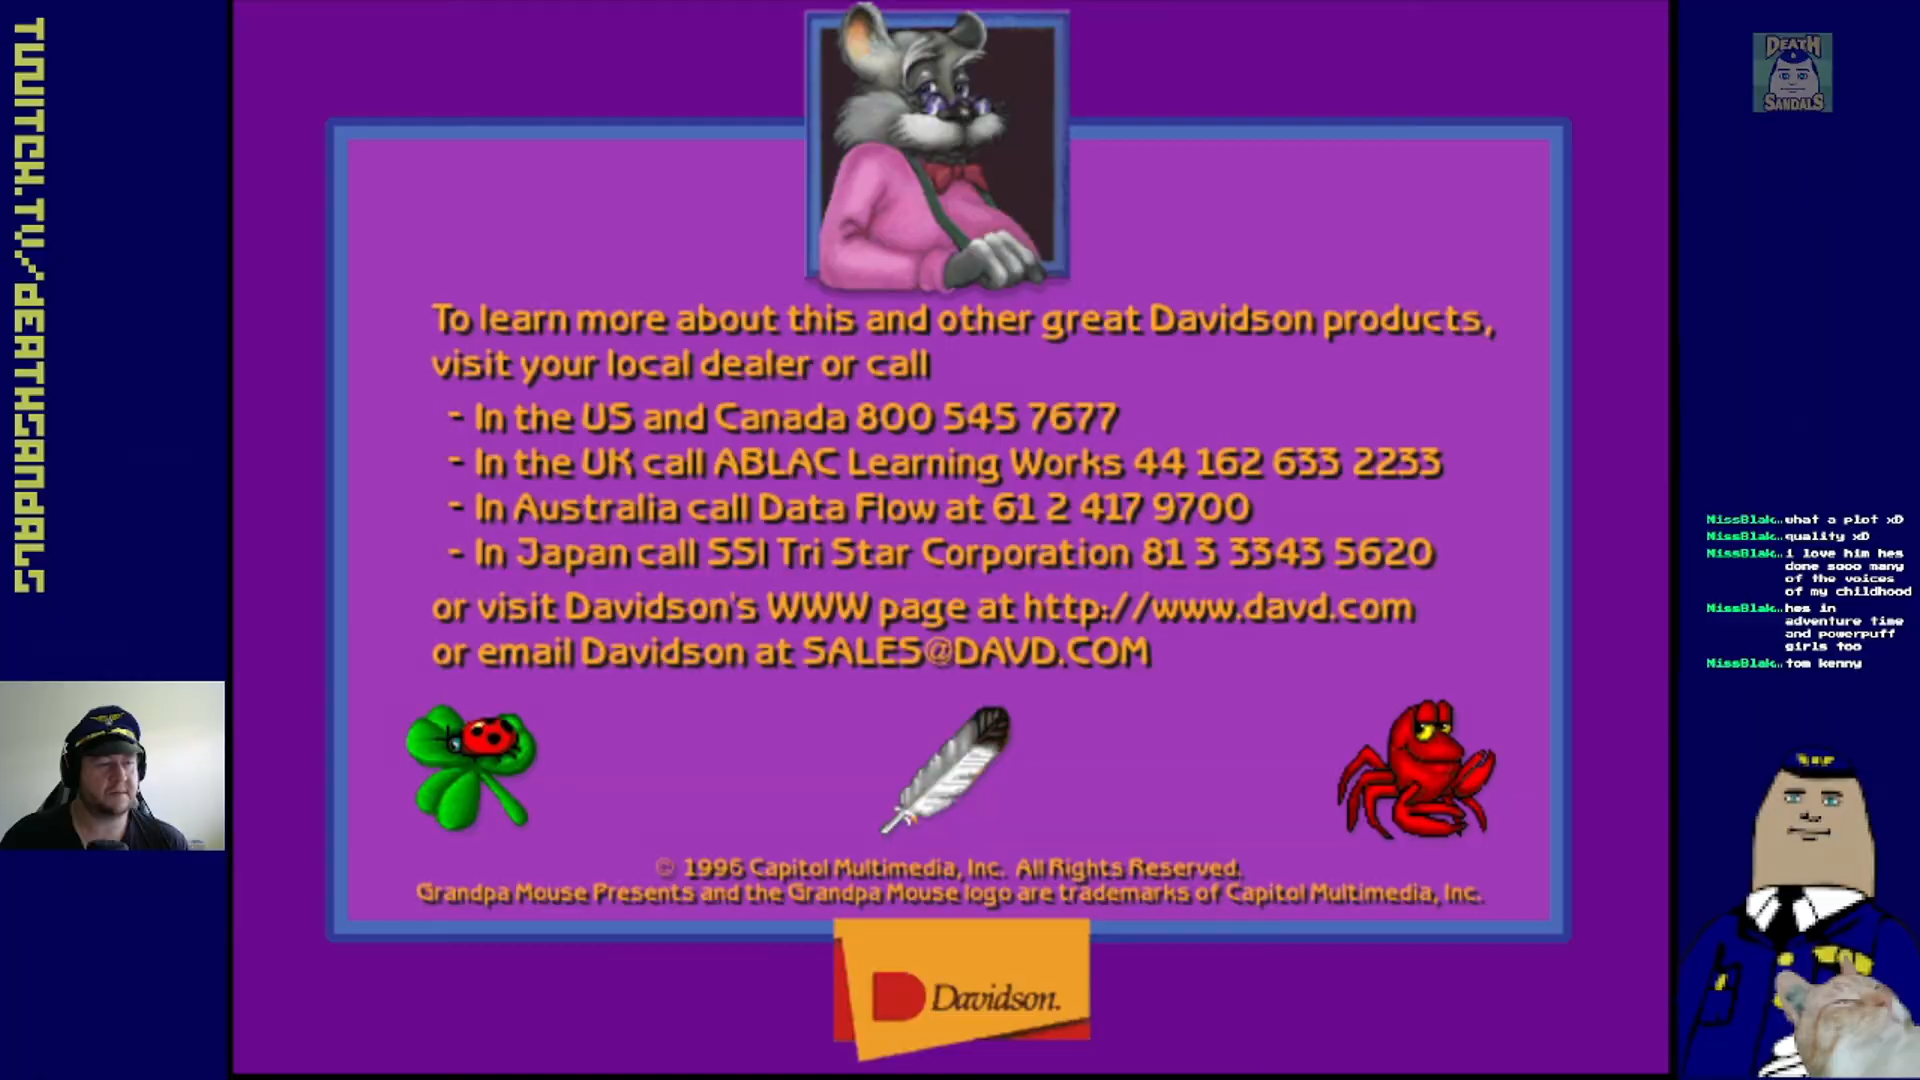 TWITCH.TV/DEATHSANDALS
To learn more about this and other great Davidson products,
visit your local dealer or call
- In the US and Canada 800 545 7677
- In the UK call ABLAC Learning Works 44 162 633 2233
- In Australia call Data Flow at 61 2 417 9700
- In Japan call SSI Tri Star Corporation 81 3 3343 5620
or visit Davidson's WWW page at http://www.davd.com
or email Davidson at SALES@DAVD.COM
© 1996 Capitol Multimedia, Inc. All Rights Reserved.
Grandpa Mouse Presents and the Grandpa Mouse logo are trademarks of Capitol Multimedia, Inc.
D Davidson.
DEATH
SANDALS
MissBlak..what a plot xD
MissBlak..quality xD
MissBlak..i love him hes
done sooo many
of the voices
of my childhood
MissBlak..hes in
adventure time
and powerpuff
girls too
MissBlak..tom kenny